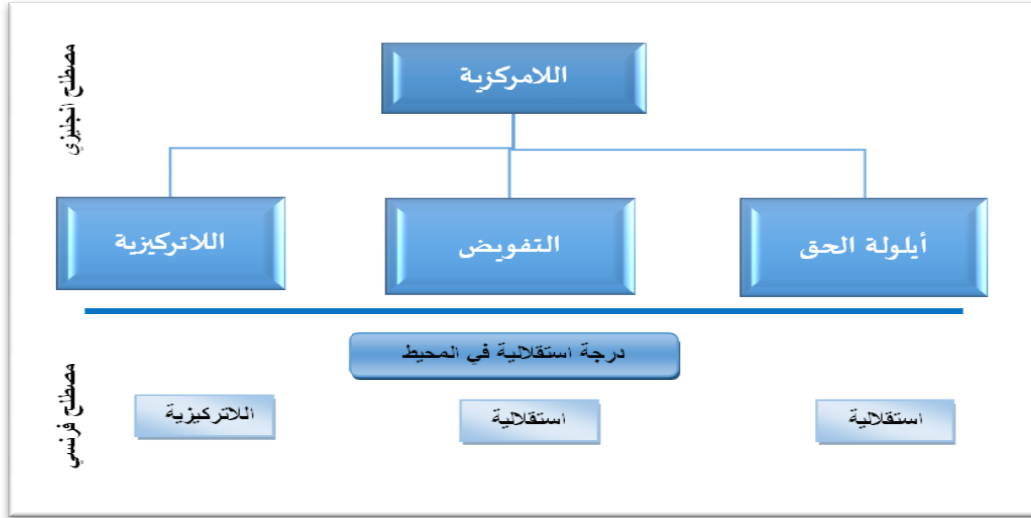 مصطلح انجليزي
اللامركزية
أيلولة الحق
التفويض
اللاتركيزية
درجة استقلالية في المحيط
مصطلح فرنسي
استقلالية
استقلالية
اللاتركيزية